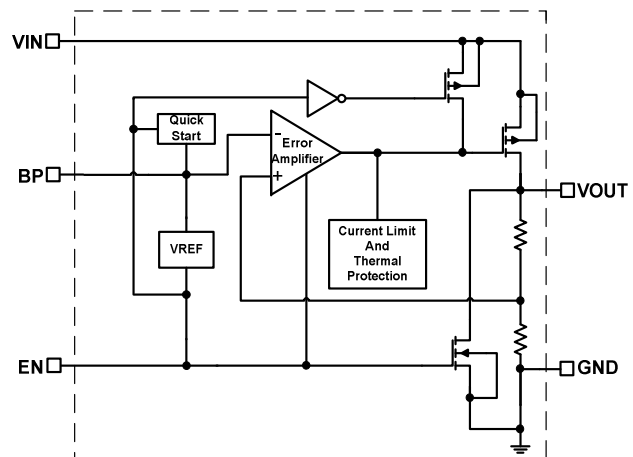 VIN
Quick
Start
-
Error
Amplifier
+
BP
VOUT
VREF
Current Limit
And
Thermal
Protection
EN
GND